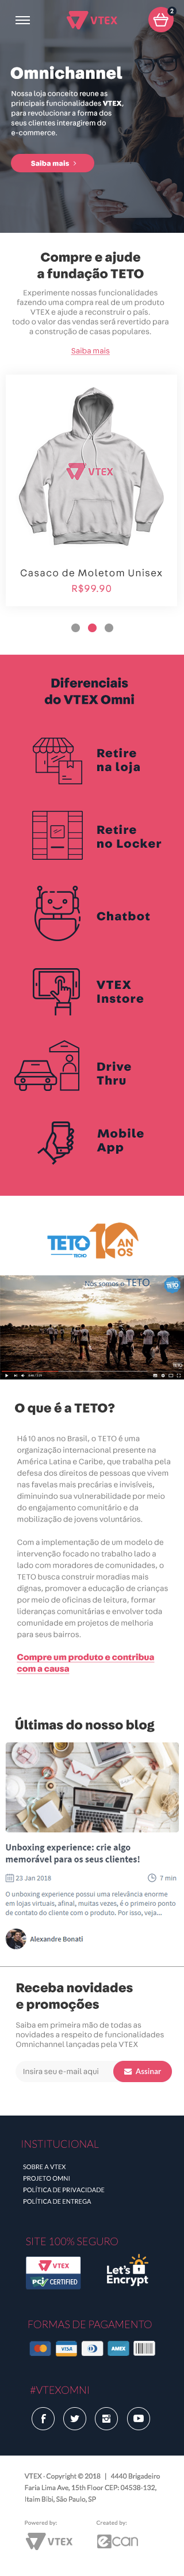 VTEX
2
Omnichannel
Nossa loja conceito reune as
principais funcionalidades VTEX,
para revolucionar a forma dos
seus clientes interagirem do
e-commerce.
Saiba mais >
Compre e ajude
a fundação TETO
Experimente nossas funcionalidades
fazendo uma compra real de um produto
VTEX e ajude a reconstruir o país.
todo o valor das vendas será revertido para
a construção de casas populares.
Saiba mais
VTEX
Casaco de Moletom Unisex
R$99.90
Diferenciais
do VTEX Omni
Retire
na loja
Retire
no Locker
Chatbot
VTEX
Instore
Drive
Thru
Mobile
App
TETO 10 ANOS
TECHO
Nós somos o TETO
TETO
TETO
O que é a TETO?
Há 10 anos no Brasil, o TETO é uma
organização internacional presente na
América Latina e Caribe, que trabalha pela
defesa dos direitos de pessoas que vivem
nas favelas mais precárias e invisíveis,
diminuindo sua vulnerabilidade por meio
do engajamento comunitário e da
mobilização de jovens voluntários.
Com a implementação de um modelo de
intervenção focado no trabalho lado a
lado com moradores de comunidades, o
TETO busca construir moradias mais
dignas, promover a educação de crianças
por meio de oficinas de leitura, formar
lideranças comunitárias e envolver toda
comunidade em projetos de melhoria
para seus bairros.
Compre um produto e contribua
com a causa
Últimas do nosso blog
Unboxing experience: crie algo
memorável para os seus clientes!
23 Jan 2018
7 min
O unboxing experience possui uma relevância enorme
em lojas virtuais, afinal, muitas vezes, é o primeiro ponto
de contato do cliente com o produto. Por isso, veja...
Alexandre Bonati
Receba novidades
e promoções
Saiba em primeira mão de todas as
novidades a respeito de funcionalidades
Omnichannel lançadas pela VTEX
Insira seu e-mail aqui
Assinar
INSTITUCIONAL
SOBRE A VTEX
PROJETO OMNI
POLÍTICA DE PRIVACIDADE
POLÍTICA DE ENTREGA
SITE 100% SEGURO
VTEX
PCI CERTIFIED
Let's
Encrypt
FORMAS DE PAGAMENTO
VISA
AMEX
#VTEXOMNI
VTEX - Copyright © 2018 | 4440 Brigadeiro
Faria Lima Ave, 15th Floor CEP: 04538-132,
Itaim Bibi, São Paulo, SP
Powered by:
Created by:
VTEX